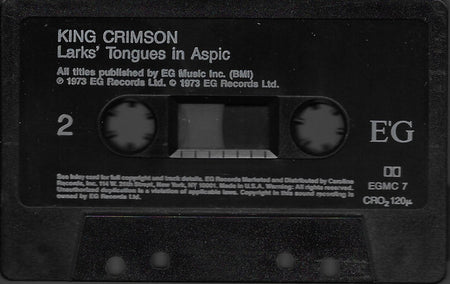 KING CRIMSON
Larks' Tongues in Aspic
All titles published by EG Music Inc. (BMI)
℗ 1973 EG Records Ltd. © 1973 EG Records Ltd.
2
E'G
See inlay card for full copyright and track details. EG Records Marketed and Distributed by Caroline
Records, Inc. 114 W. 26th Street, New York, NY 10001. Made in U.S.A. Warning: All rights reserved.
Unauthorized duplication is a violation of applicable laws. Copyright in this sound recording is
owned by EG Records Ltd.
EGMC 7
CRO2 120µ